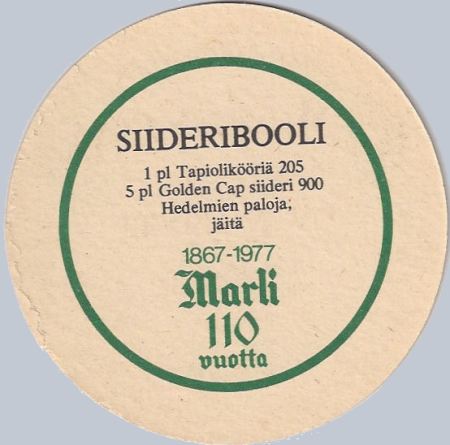 SIIDERIBOOLI
1 pl Tapiolikööriä 205
5 pl Golden Cap siideri 900
Hedelmien paloja,
jäitä
1867-1977
Marli
110
vuotta